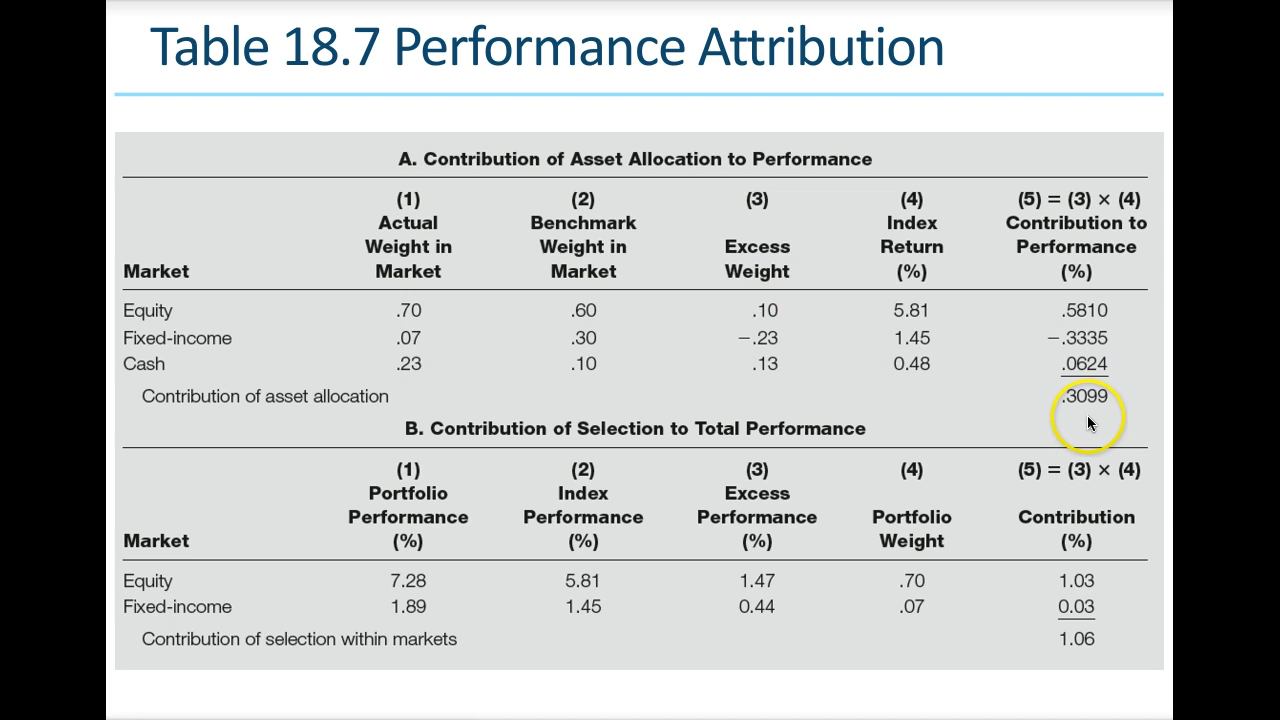 Table 18.7 Performance Attribution
A. Contribution of Asset Allocation to Performance
(1) (2) (3) (4) (5) = (3) × (4)
Actual Benchmark Index Contribution to
Weight in Weight in Excess Return Performance
Market Market Market Weight (%) (%)
Equity .70 .60 .10 5.81 .5810
Fixed-income .07 .30 −.23 1.45 −.3335
Cash .23 .10 .13 0.48 .0624
Contribution of asset allocation .3099
B. Contribution of Selection to Total Performance
(1) (2) (3) (4) (5) = (3) × (4)
Portfolio Index Excess
Performance Performance Performance Portfolio Contribution
Market (%) (%) (%) Weight (%)
Equity 7.28 5.81 1.47 .70 1.03
Fixed-income 1.89 1.45 0.44 .07 0.03
Contribution of selection within markets 1.06